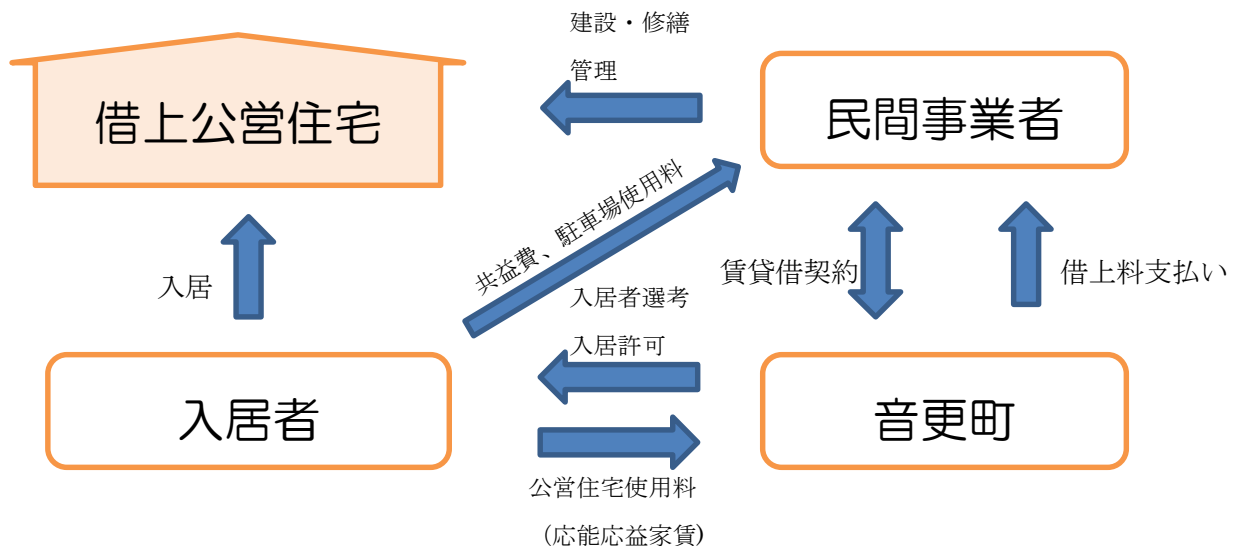 建設・修繕
管理
借上公営住宅
民間事業者
共益費、駐車場使用料
入居
賃貸借契約
借上料支払い
入居者選考
入居許可
入居者
音更町
公営住宅使用料
（応能応益家賃)